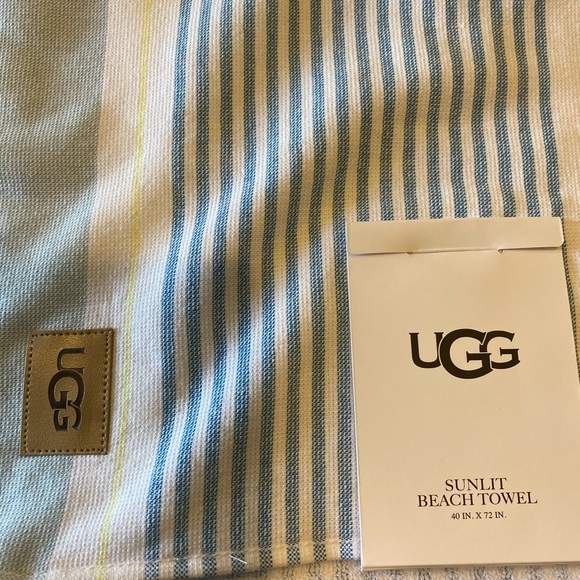 UGG
UGG
SUNLIT
BEACH TOWEL
40 IN. X 72 IN.